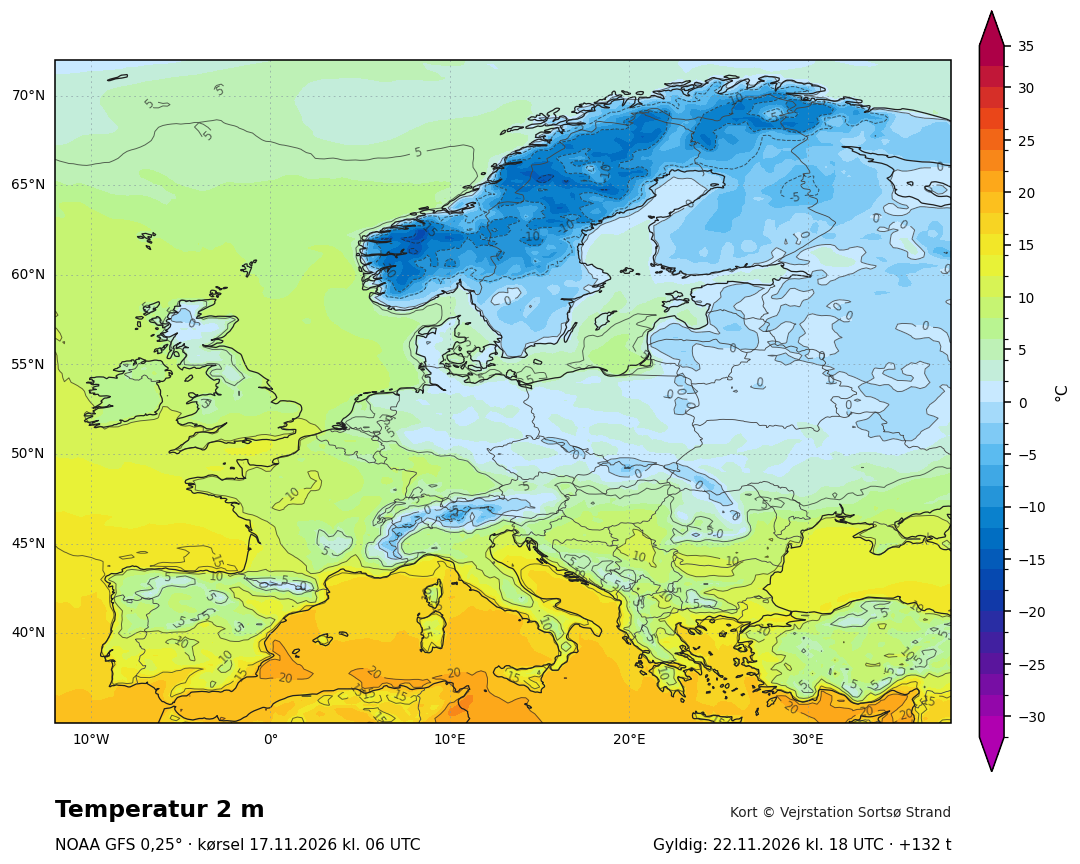 35
30
25
20
15
10
5
0
−5
−10
−15
−20
−25
−30
°C
70°N
65°N
60°N
55°N
50°N
45°N
40°N
10°W
0°
10°E
20°E
30°E
Temperatur 2 m
Kort © Vejrstation Sortsø Strand
NOAA GFS 0,25° · kørsel 17.11.2026 kl. 06 UTC
Gyldig: 22.11.2026 kl. 18 UTC · +132 t